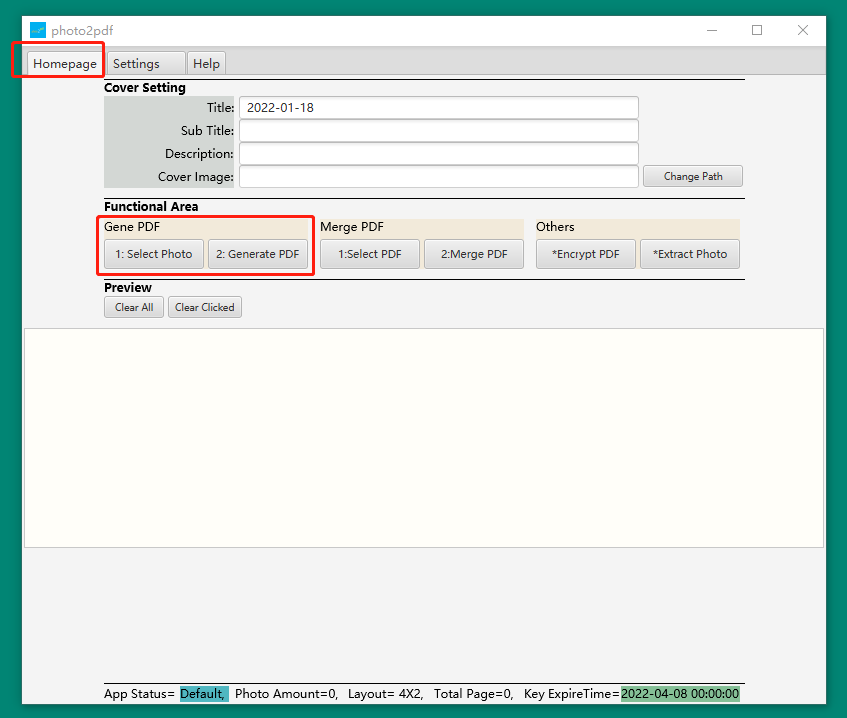 photo2pdf
Homepage Settings Help
Cover Setting
Title: 2022-01-18
Sub Title:
Description:
Cover Image: Change Path
Functional Area
Gene PDF Merge PDF Others
1: Select Photo 2: Generate PDF 1:Select PDF 2:Merge PDF *Encrypt PDF *Extract Photo
Preview
Clear All Clear Clicked
App Status= Default, Photo Amount=0, Layout= 4X2, Total Page=0, Key ExpireTime=2022-04-08 00:00:00